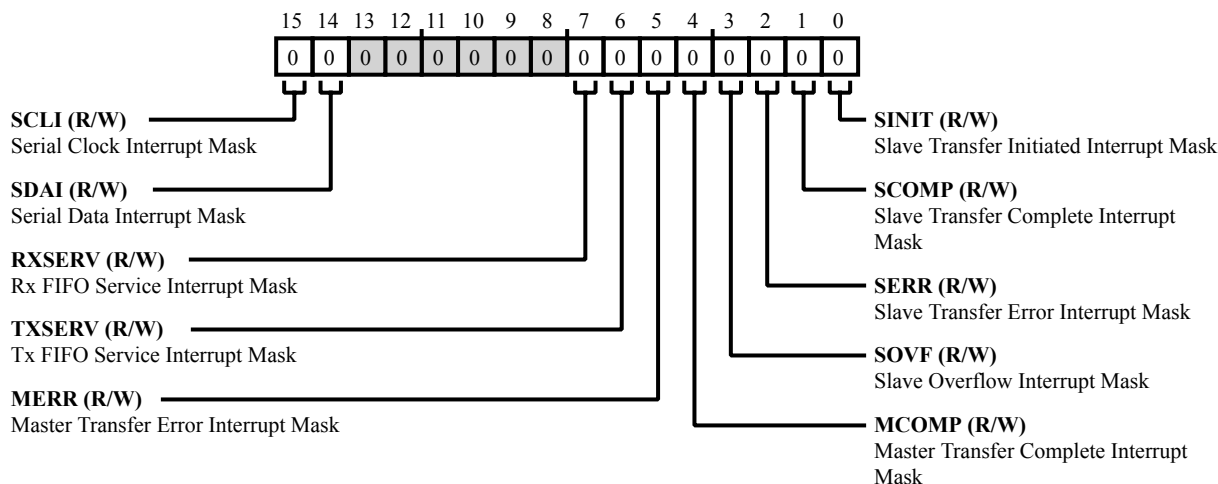 15 14 13 12 11 10 9 8 7 6 5 4 3 2 1 0
0 0 0 0 0 0 0 0 0 0 0 0 0 0 0 0
SCLI (R/W)
Serial Clock Interrupt Mask
SDAI (R/W)
Serial Data Interrupt Mask
RXSERV (R/W)
Rx FIFO Service Interrupt Mask
TXSERV (R/W)
Tx FIFO Service Interrupt Mask
MERR (R/W)
Master Transfer Error Interrupt Mask
SINIT (R/W)
Slave Transfer Initiated Interrupt Mask
SCOMP (R/W)
Slave Transfer Complete Interrupt
Mask
SERR (R/W)
Slave Transfer Error Interrupt Mask
SOVF (R/W)
Slave Overflow Interrupt Mask
MCOMP (R/W)
Master Transfer Complete Interrupt
Mask